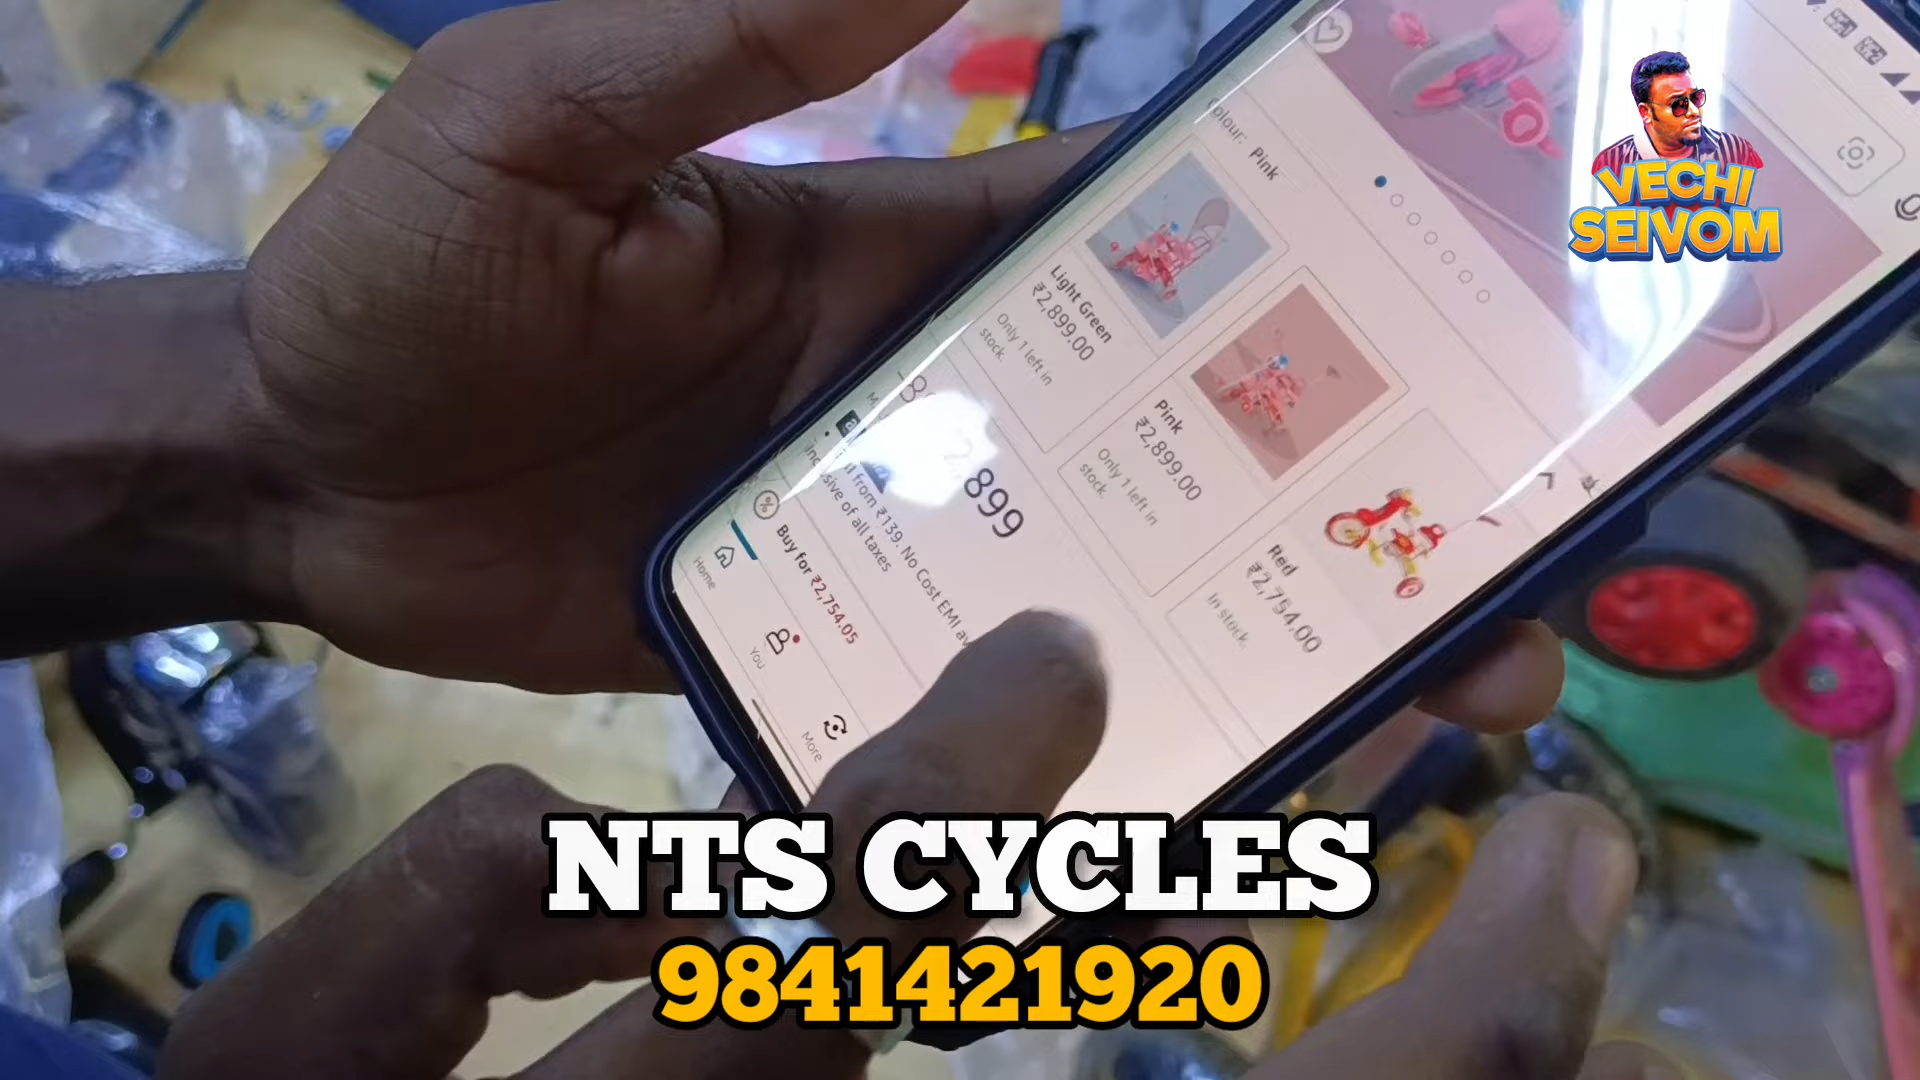 VECHI
SEIVOM
Colour: Pink
Light Green
₹2,899.00
Only 1 left in
stock.
Pink
₹2,899.00
Only 1 left in
stock.
Red
₹2,754.00
In stock.
2,899
from ₹139. No Cost EMI av
inclusive of all taxes
Buy for ₹2,754.05
Home
You
More
NTS CYCLES
9841421920